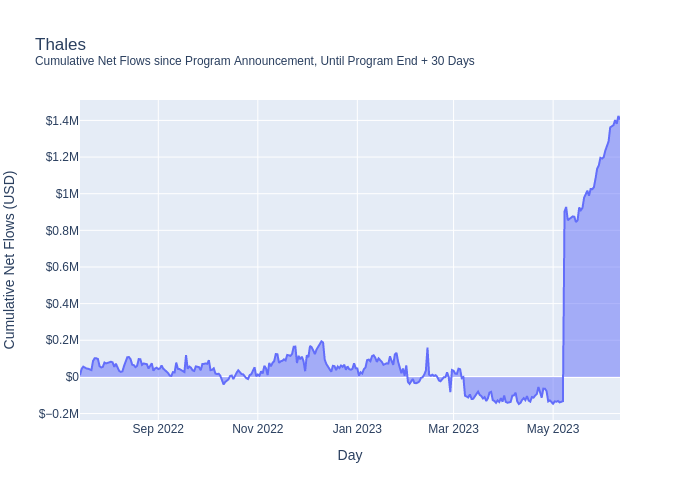 Thales
Cumulative Net Flows since Program Announcement, Until Program End + 30 Days
Cumulative Net Flows (USD)
$1.4M
$1.2M
$1M
$0.8M
$0.6M
$0.4M
$0.2M
$0
$−0.2M
Sep 2022
Nov 2022
Jan 2023
Mar 2023
May 2023
Day